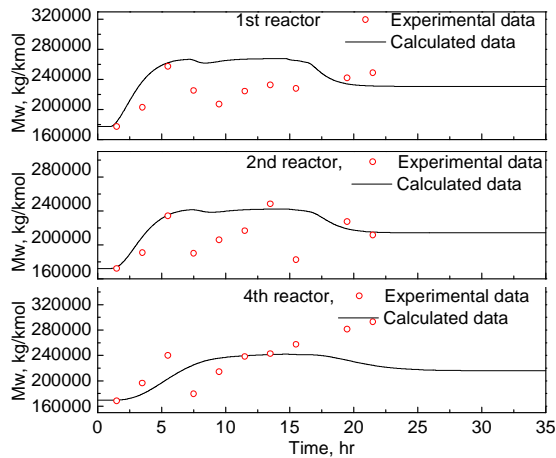 320000
280000
240000
200000
160000
Mw, kg/kmol
1st reactor
Experimental data
Calculated data
280000
240000
200000
160000
Mw, kg/kmol
2nd reactor,
Experimental data
Calculated data
320000
280000
240000
200000
160000
Mw, kg/kmol
4th reactor,
Experimental data
Calculated data
0 5 10 15 20 25 30 35
Time, hr